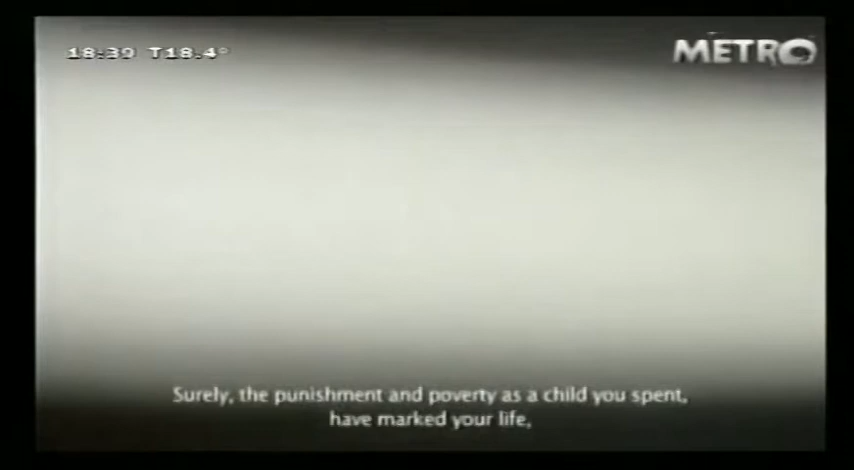 18:39 T18.4°
METRO
Surely, the punishment and poverty as a child you spent,
have marked your life,